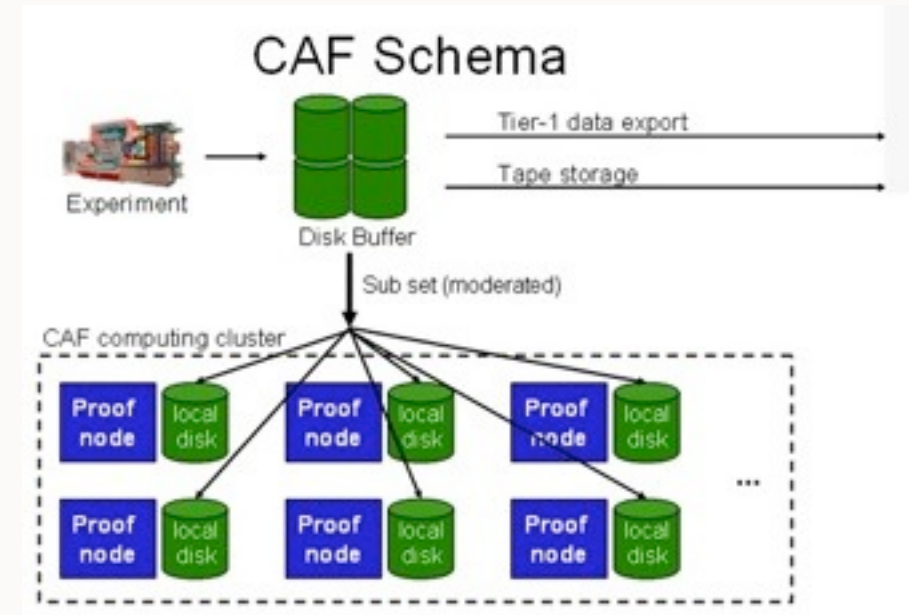 CAF Schema
Tier-1 data export
Tape storage
Experiment
Disk Buffer
Sub set (moderated)
CAF computing cluster
Proof
node
local
disk
Proof
node
local
disk
Proof
node
local
disk
...
Proof
node
local
disk
Proof
node
local
disk
Proof
node
local
disk